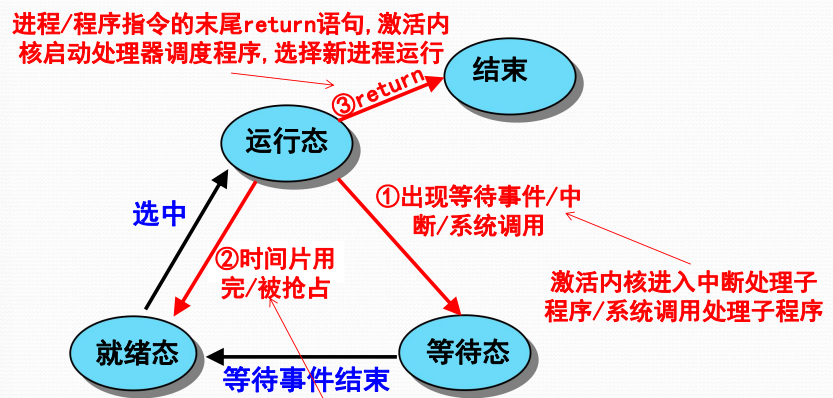 进程/程序指令的末尾return语句,激活内
核启动处理器调度程序,选择新进程运行
结束
③return
运行态
①出现等待事件/中
断/系统调用
选中
②时间片用
完/被抢占
激活内核进入中断处理子
程序/系统调用处理子程序
就绪态
等待态
等待事件结束